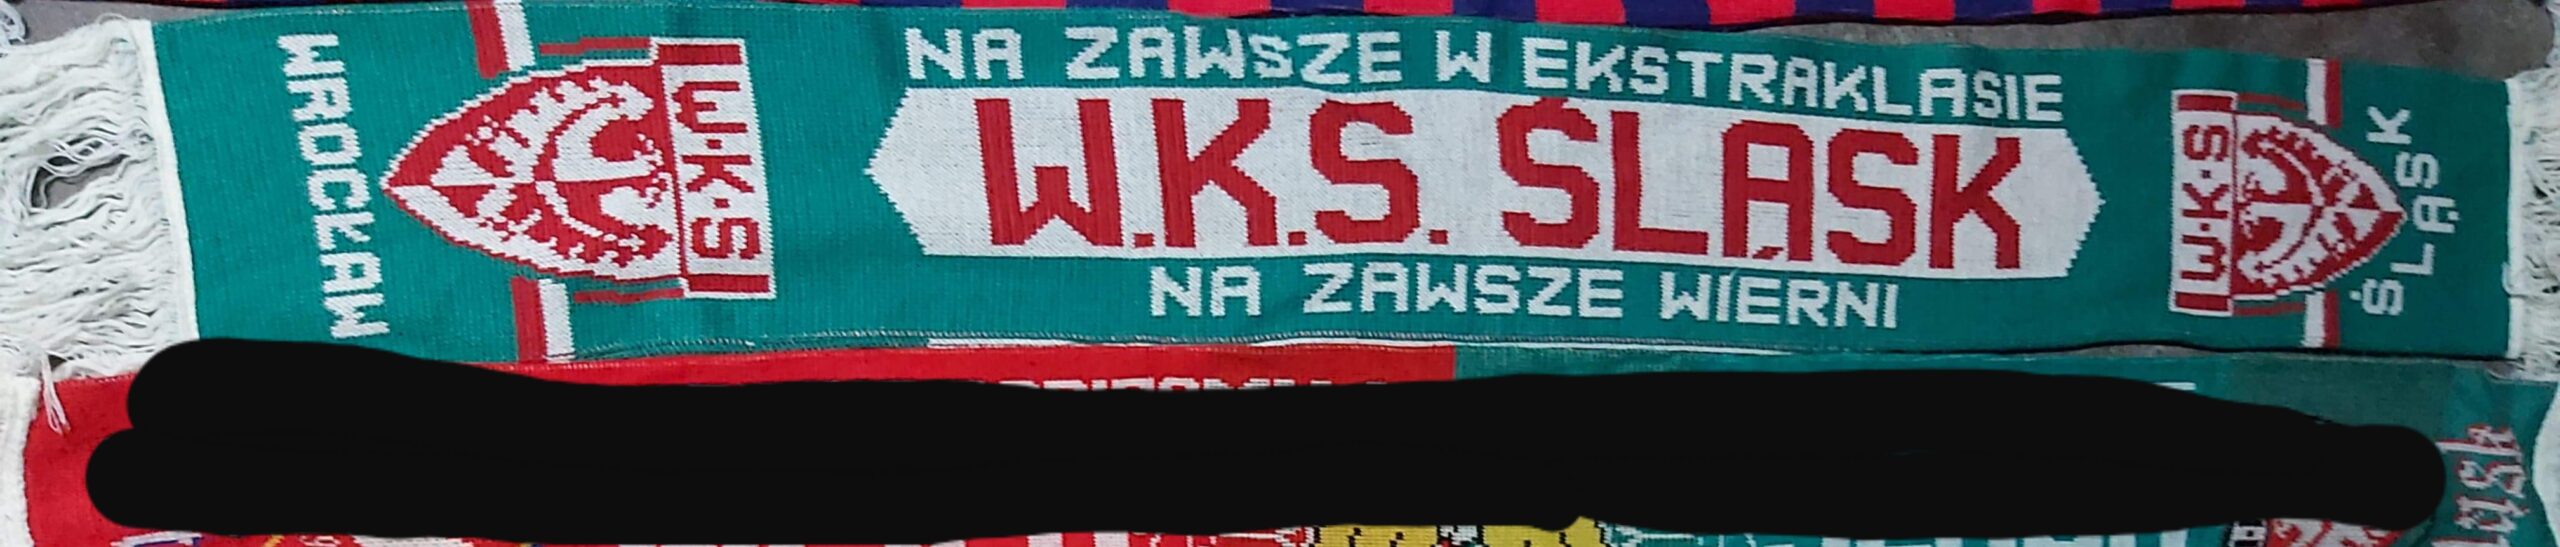 WROCŁAW
W·K·S
NA ZAWSZE W EKSTRAKLASIE
W.K.S. ŚLĄSK
NA ZAWSZE WIERNI
W·K·S
ŚLĄSK